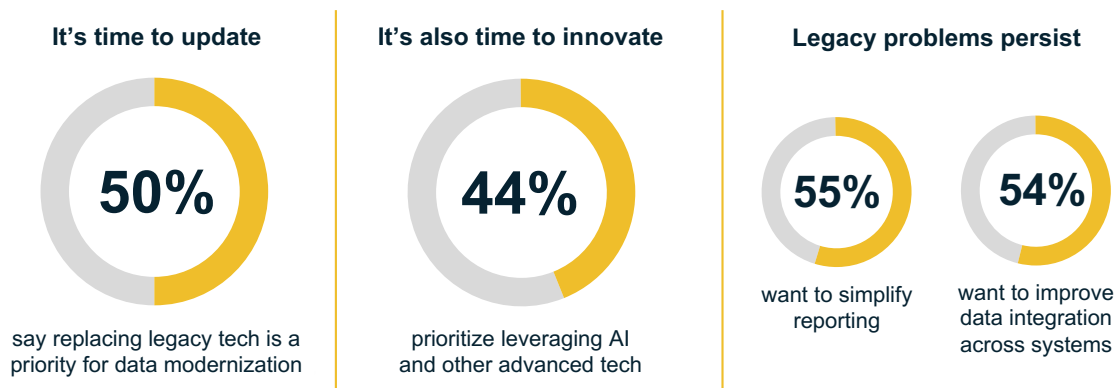 It’s time to update
50%
say replacing legacy tech is a
priority for data modernization
It’s also time to innovate
44%
prioritize leveraging AI
and other advanced tech
Legacy problems persist
55%
want to simplify
reporting
54%
want to improve
data integration
across systems